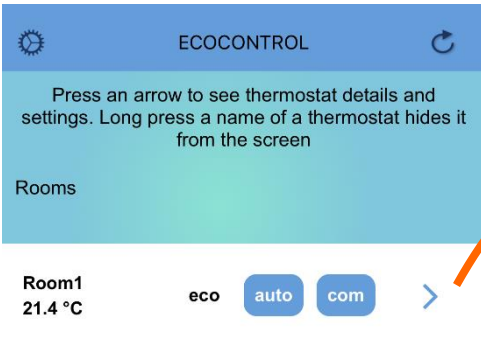 ECOCONTROL
Press an arrow to see thermostat details and
settings. Long press a name of a thermostat hides it
from the screen
Rooms
Room1
21.4 °C
eco auto com